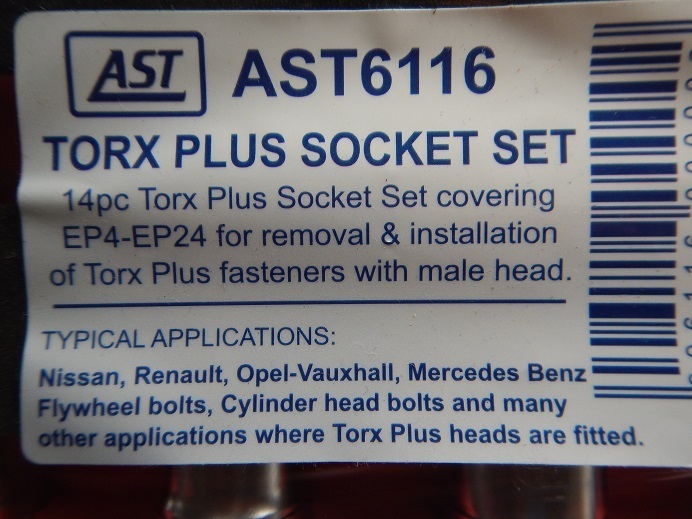 AST AST6116
TORX PLUS SOCKET SET
14pc Torx Plus Socket Set covering
EP4-EP24 for removal & installation
of Torx Plus fasteners with male head.
TYPICAL APPLICATIONS:
Nissan, Renault, Opel-Vauxhall, Mercedes Benz
Flywheel bolts, Cylinder head bolts and many
other applications where Torx Plus heads are fitted.